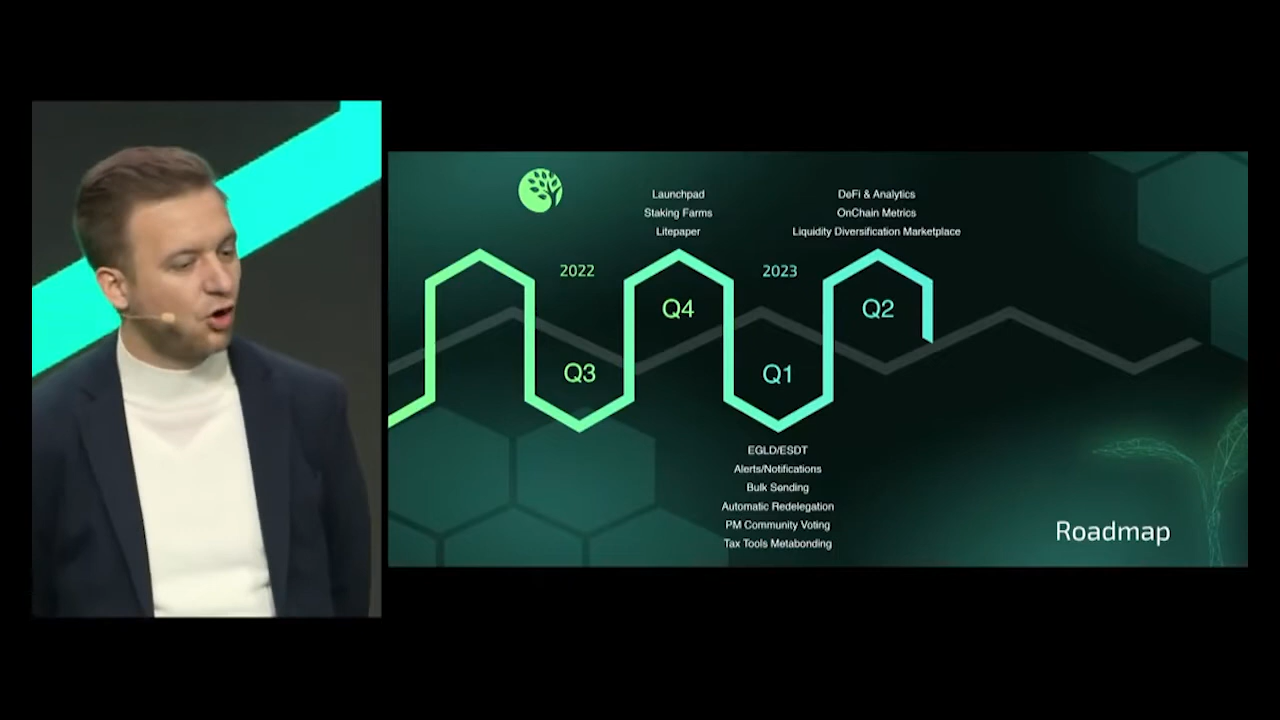 Launchpad
Staking Farms
Litepaper
DeFi & Analytics
OnChain Metrics
Liquidity Diversification Marketplace
2022
2023
Q4
Q2
Q3
Q1
EGLD/ESDT
Alerts/Notifications
Bulk Sending
Automatic Redelegation
PM Community Voting
Tax Tools Metabonding
Roadmap